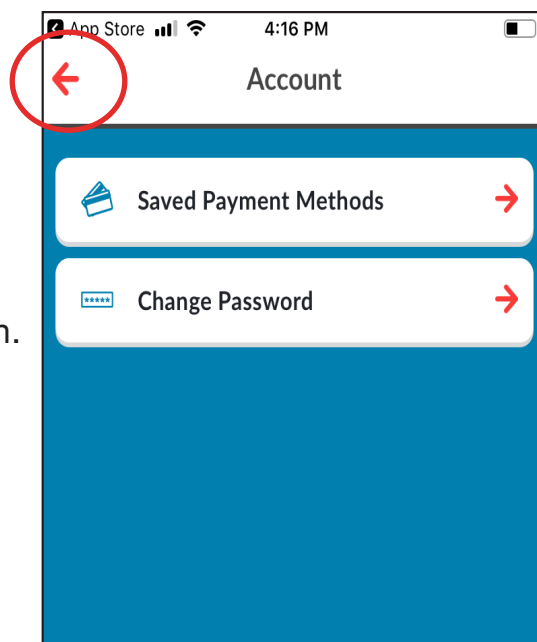 App Store 4:16 PM
Account
Saved Payment Methods
***** Change Password
n.